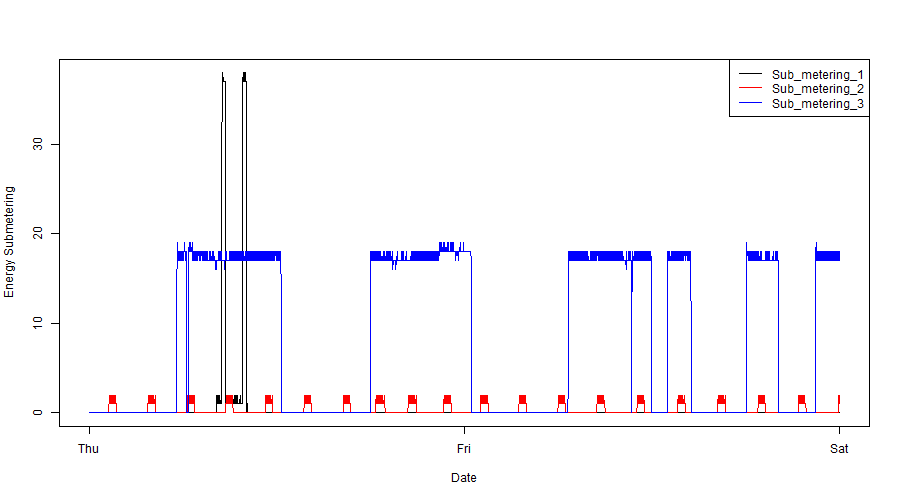 Sub_metering_1
Sub_metering_2
Sub_metering_3
30
20
10
0
Energy Submetering
Thu Fri Sat
Date